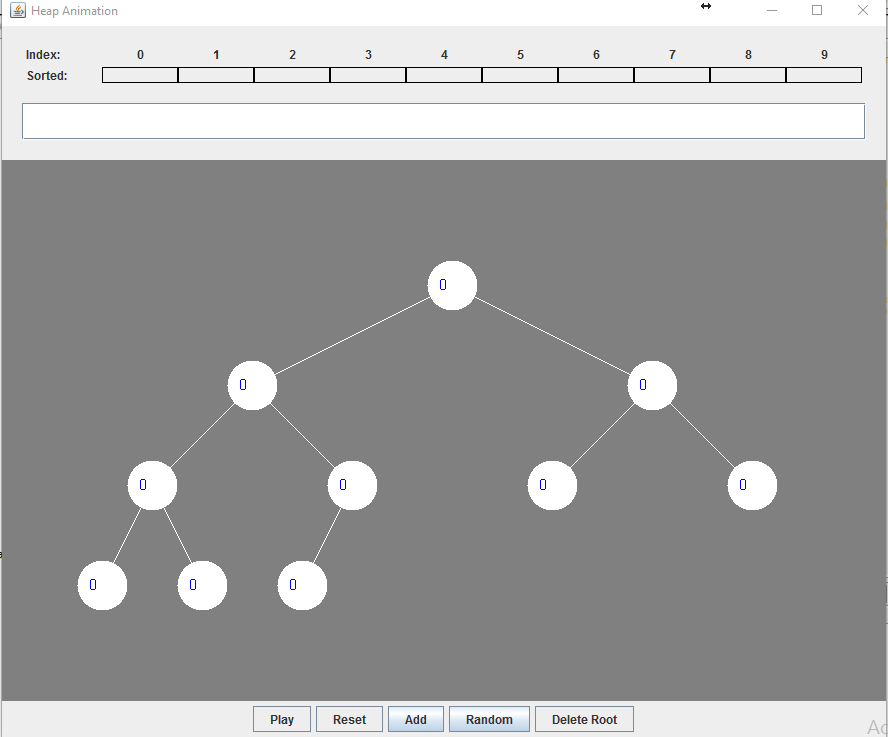 Heap Animation
Index: 0 1 2 3 4 5 6 7 8 9
Sorted:
0
0 0
0 0 0 0
0 0 0
Play Reset Add Random Delete Root